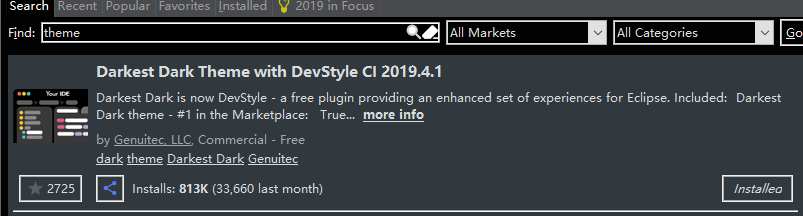 Search Recent Popular Favorites Installed 2019 in Focus
Find: theme All Markets All Categories Go
Darkest Dark Theme with DevStyle CI 2019.4.1
Your IDE
Darkest Dark is now DevStyle - a free plugin providing an enhanced set of experiences for Eclipse. Included: Darkest
Dark theme - #1 in the Marketplace: True... more info
by Genuitec, LLC, Commercial - Free
dark theme Darkest Dark Genuitec
2725 Installs: 813K (33,660 last month) Installed